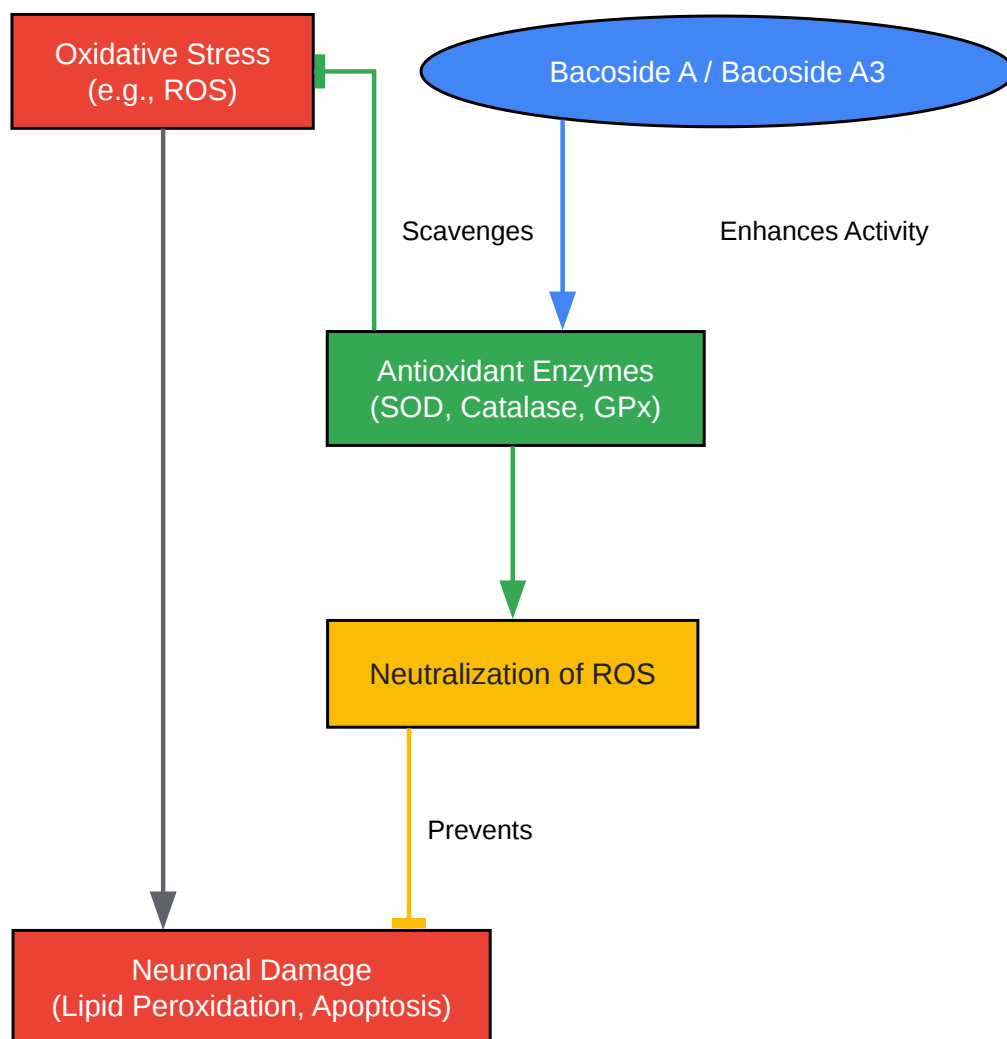 Oxidative Stress
(e.g., ROS)
Bacoside A / Bacoside A3
Scavenges
Enhances Activity
Antioxidant Enzymes
(SOD, Catalase, GPx)
Neutralization of ROS
Prevents
Neuronal Damage
(Lipid Peroxidation, Apoptosis)